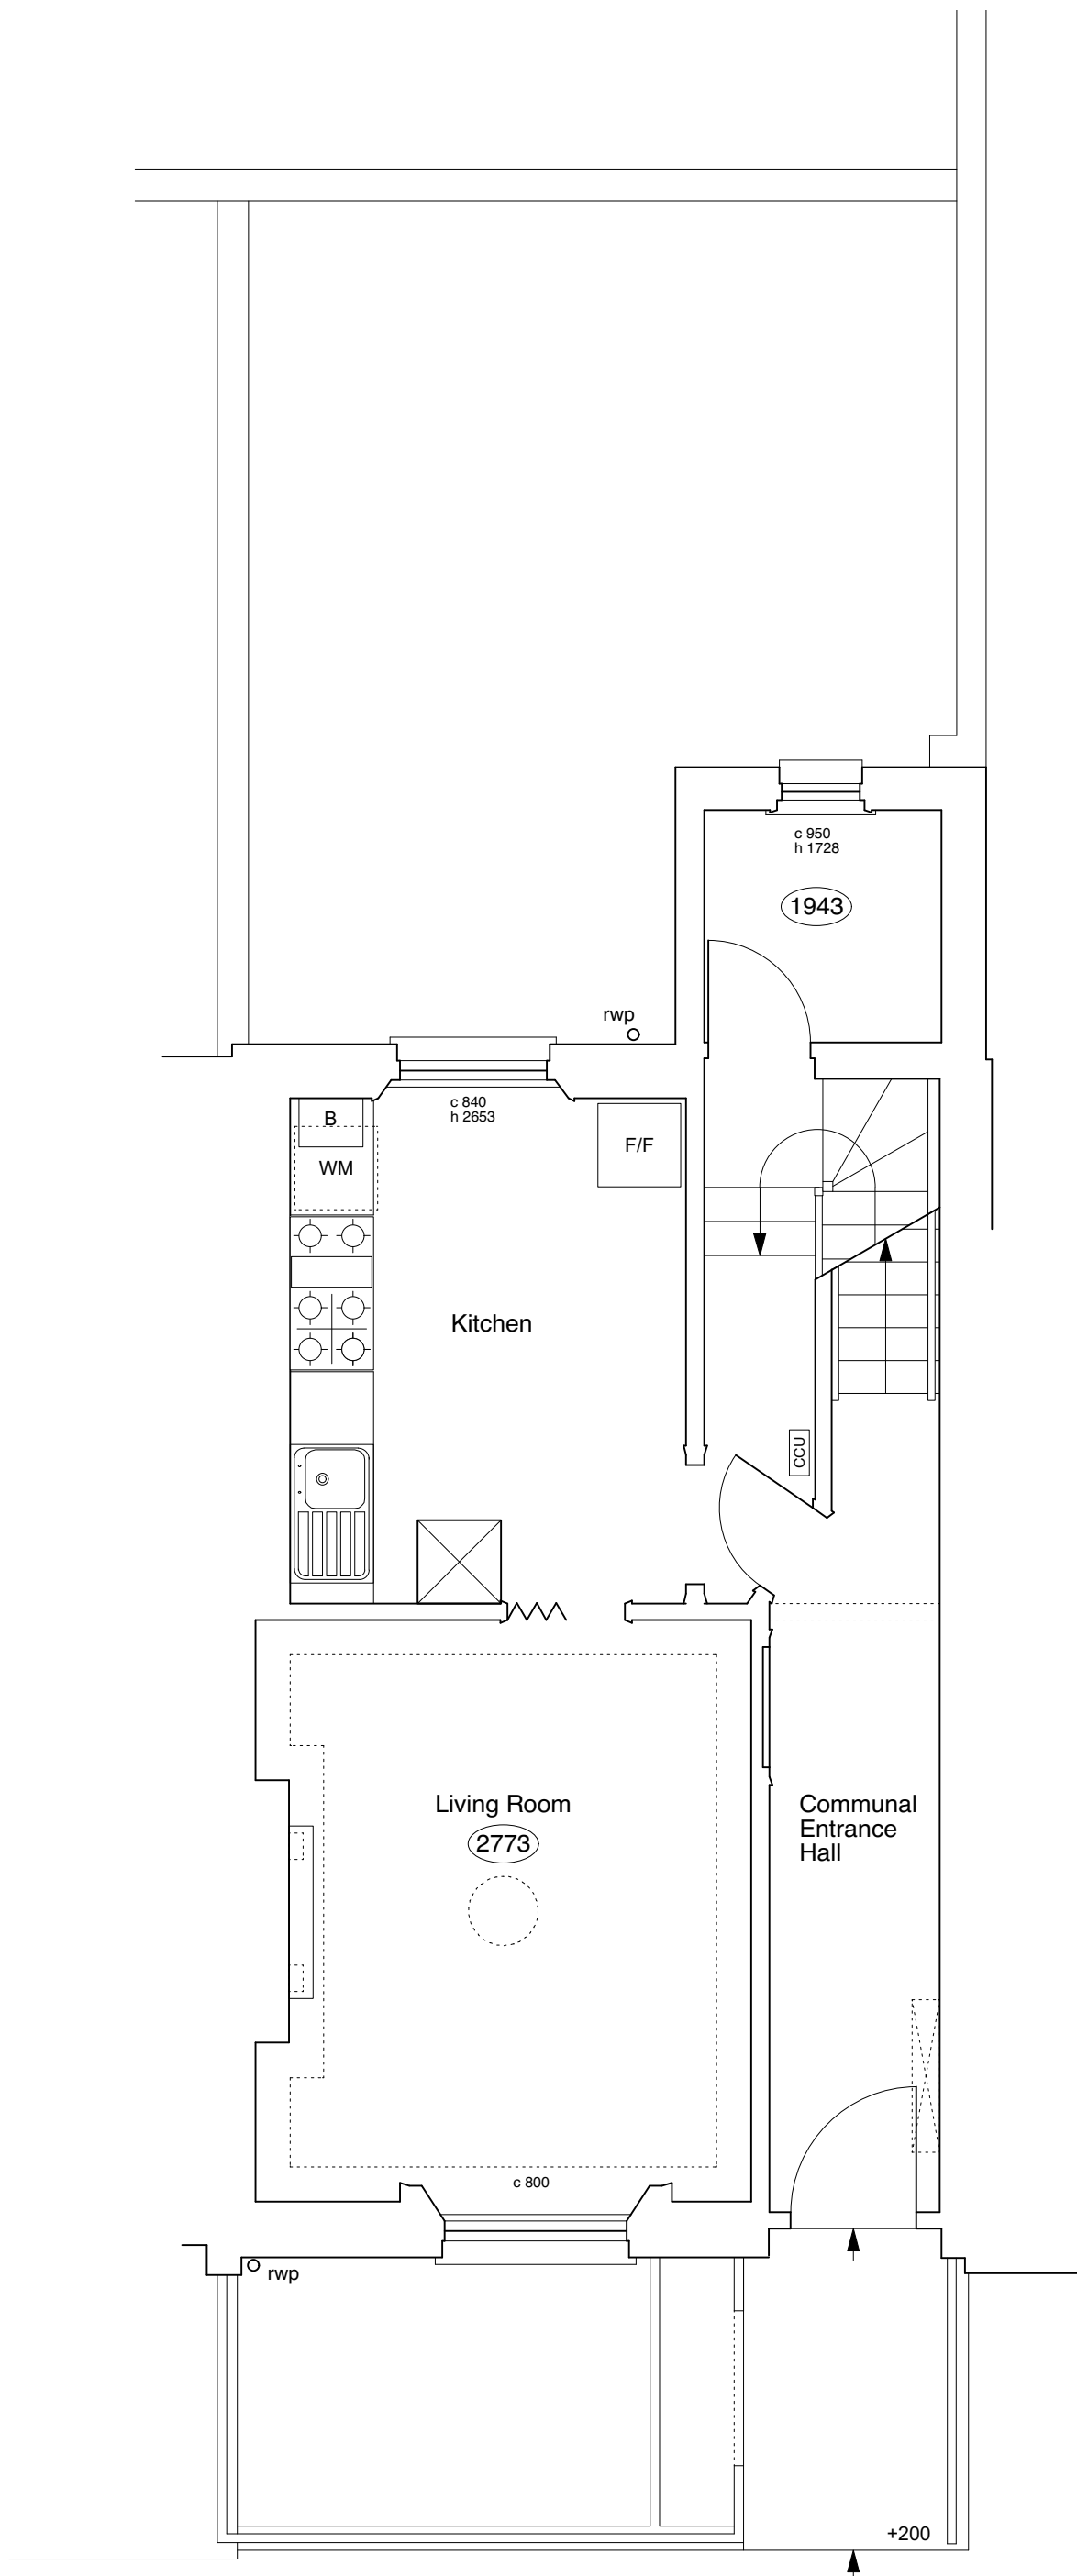 c 950
h 1728
1943
rwp
c 840
h 2653
B
WM
F/F
Kitchen
CCU
Living Room
2773
Communal
Entrance
Hall
c 800
rwp
+200